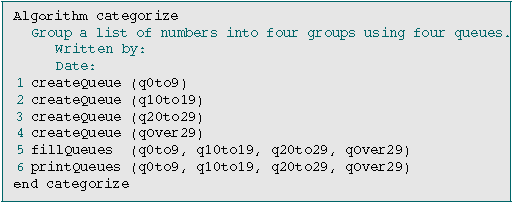 Algorithm categorize
Group a list of numbers into four groups using four queues.
Written by:
Date:
1 createQueue (q0to9)
2 createQueue (q10to19)
3 createQueue (q20to29)
4 createQueue (qOver29)
5 fillQueues (q0to9, q10to19, q20to29, qOver29)
6 printQueues (q0to9, q10to19, q20to29, qOver29)
end categorize